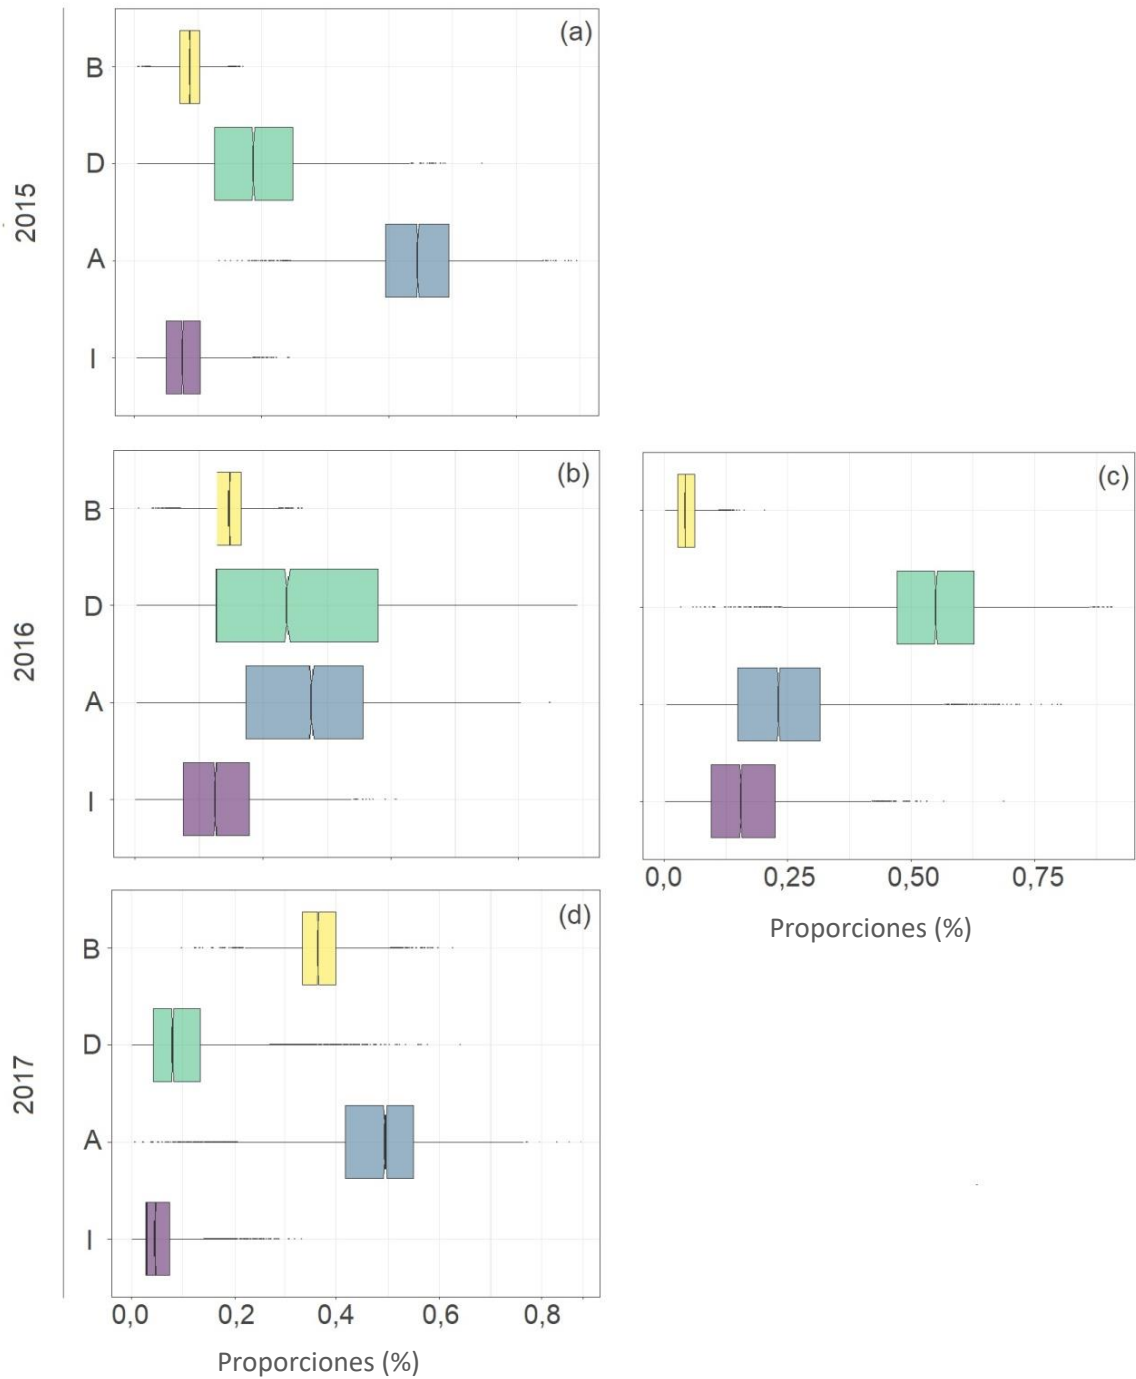 2015
(a)
B
D
A
I
2016
(b)
B
D
A
I
(c)
0,0 0,25 0,50 0,75
Proporciones (%)
2017
(d)
B
D
A
I
0,0 0,2 0,4 0,6 0,8
Proporciones (%)